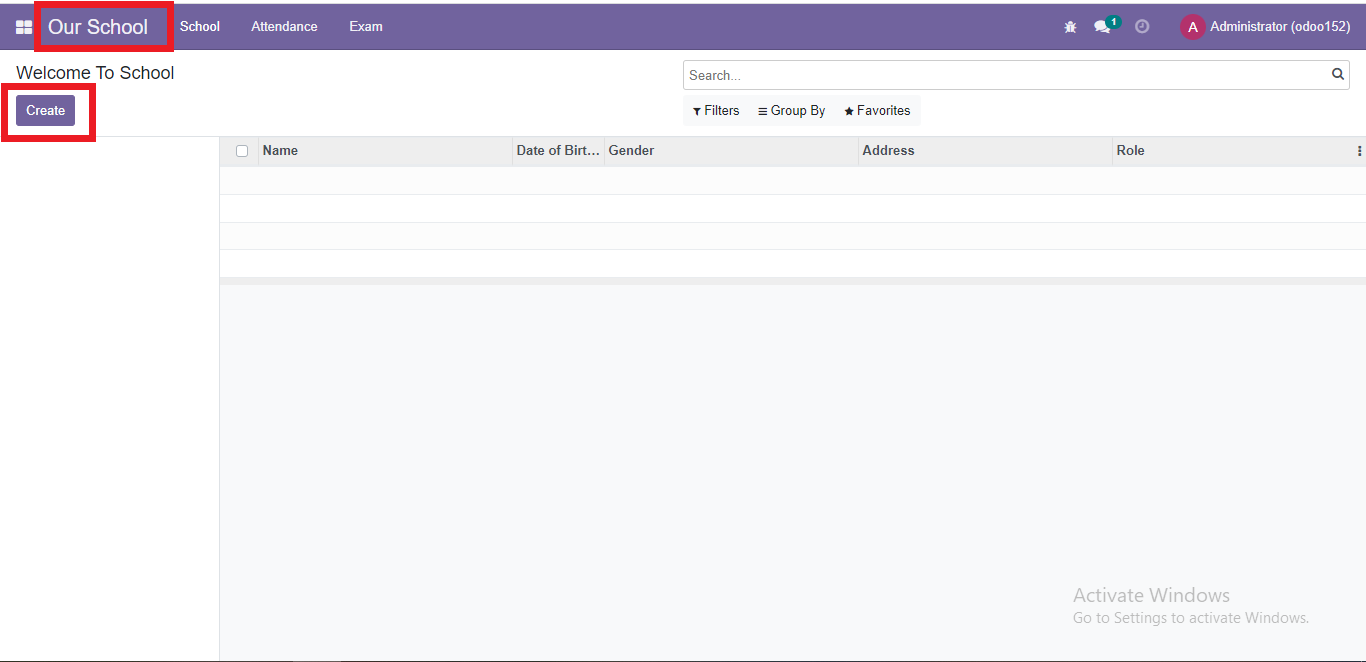 Our School School Attendance Exam 1 A Administrator (odoo152)
Welcome To School
Search...
Create
Filters Group By Favorites
Name Date of Birt... Gender Address Role
Activate Windows
Go to Settings to activate Windows.